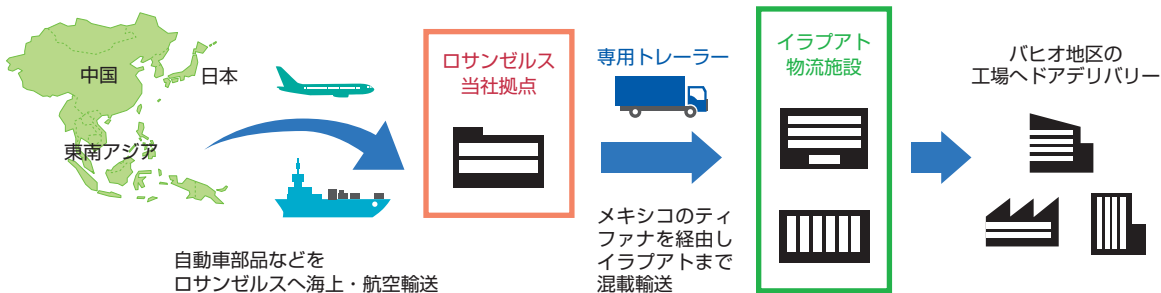 中国
日本
東南アジア
自動車部品などを
ロサンゼルスへ海上・航空輸送
ロサンゼルス
当社拠点
専用トレーラー
メキシコのティ
ファナを経由し
イラプアトまで
混載輸送
イラプアト
物流施設
バヒオ地区の
工場へドアデリバリー